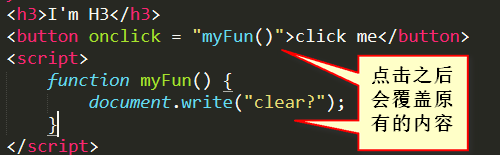 <h3>I'm H3</h3>
<button onclick = "myFun()">click me</button>
<script>
    function myFun() {
        document.write("clear?");
    }
</script>
点击之后
会覆盖原
有的内容